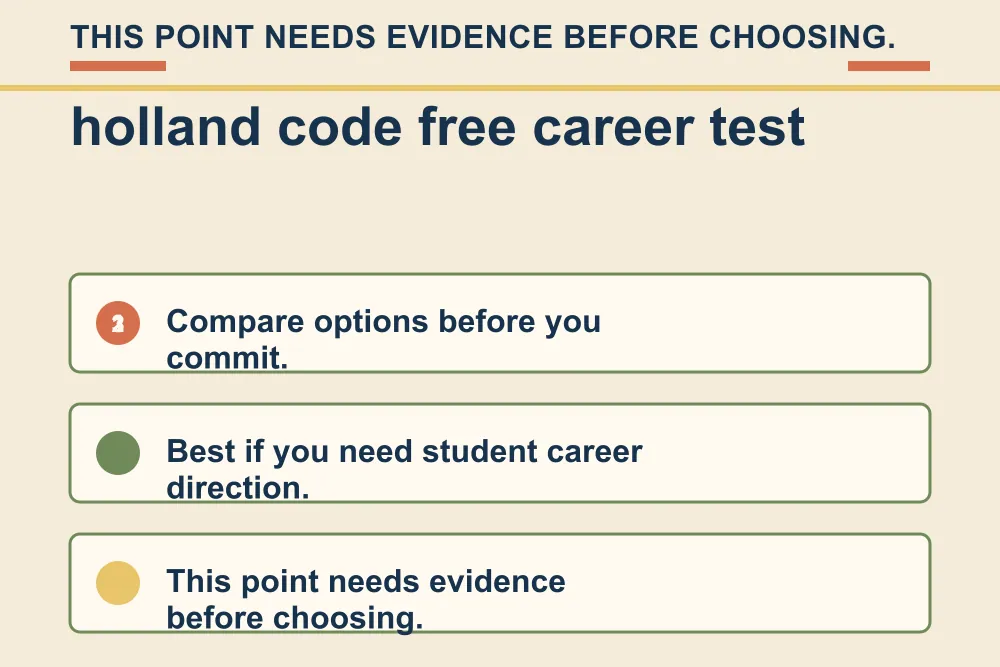 THIS POINT NEEDS EVIDENCE BEFORE CHOOSING.
holland code free career test
Compare options before you
commit.
Best if you need student career
direction.
This point needs evidence
before choosing.